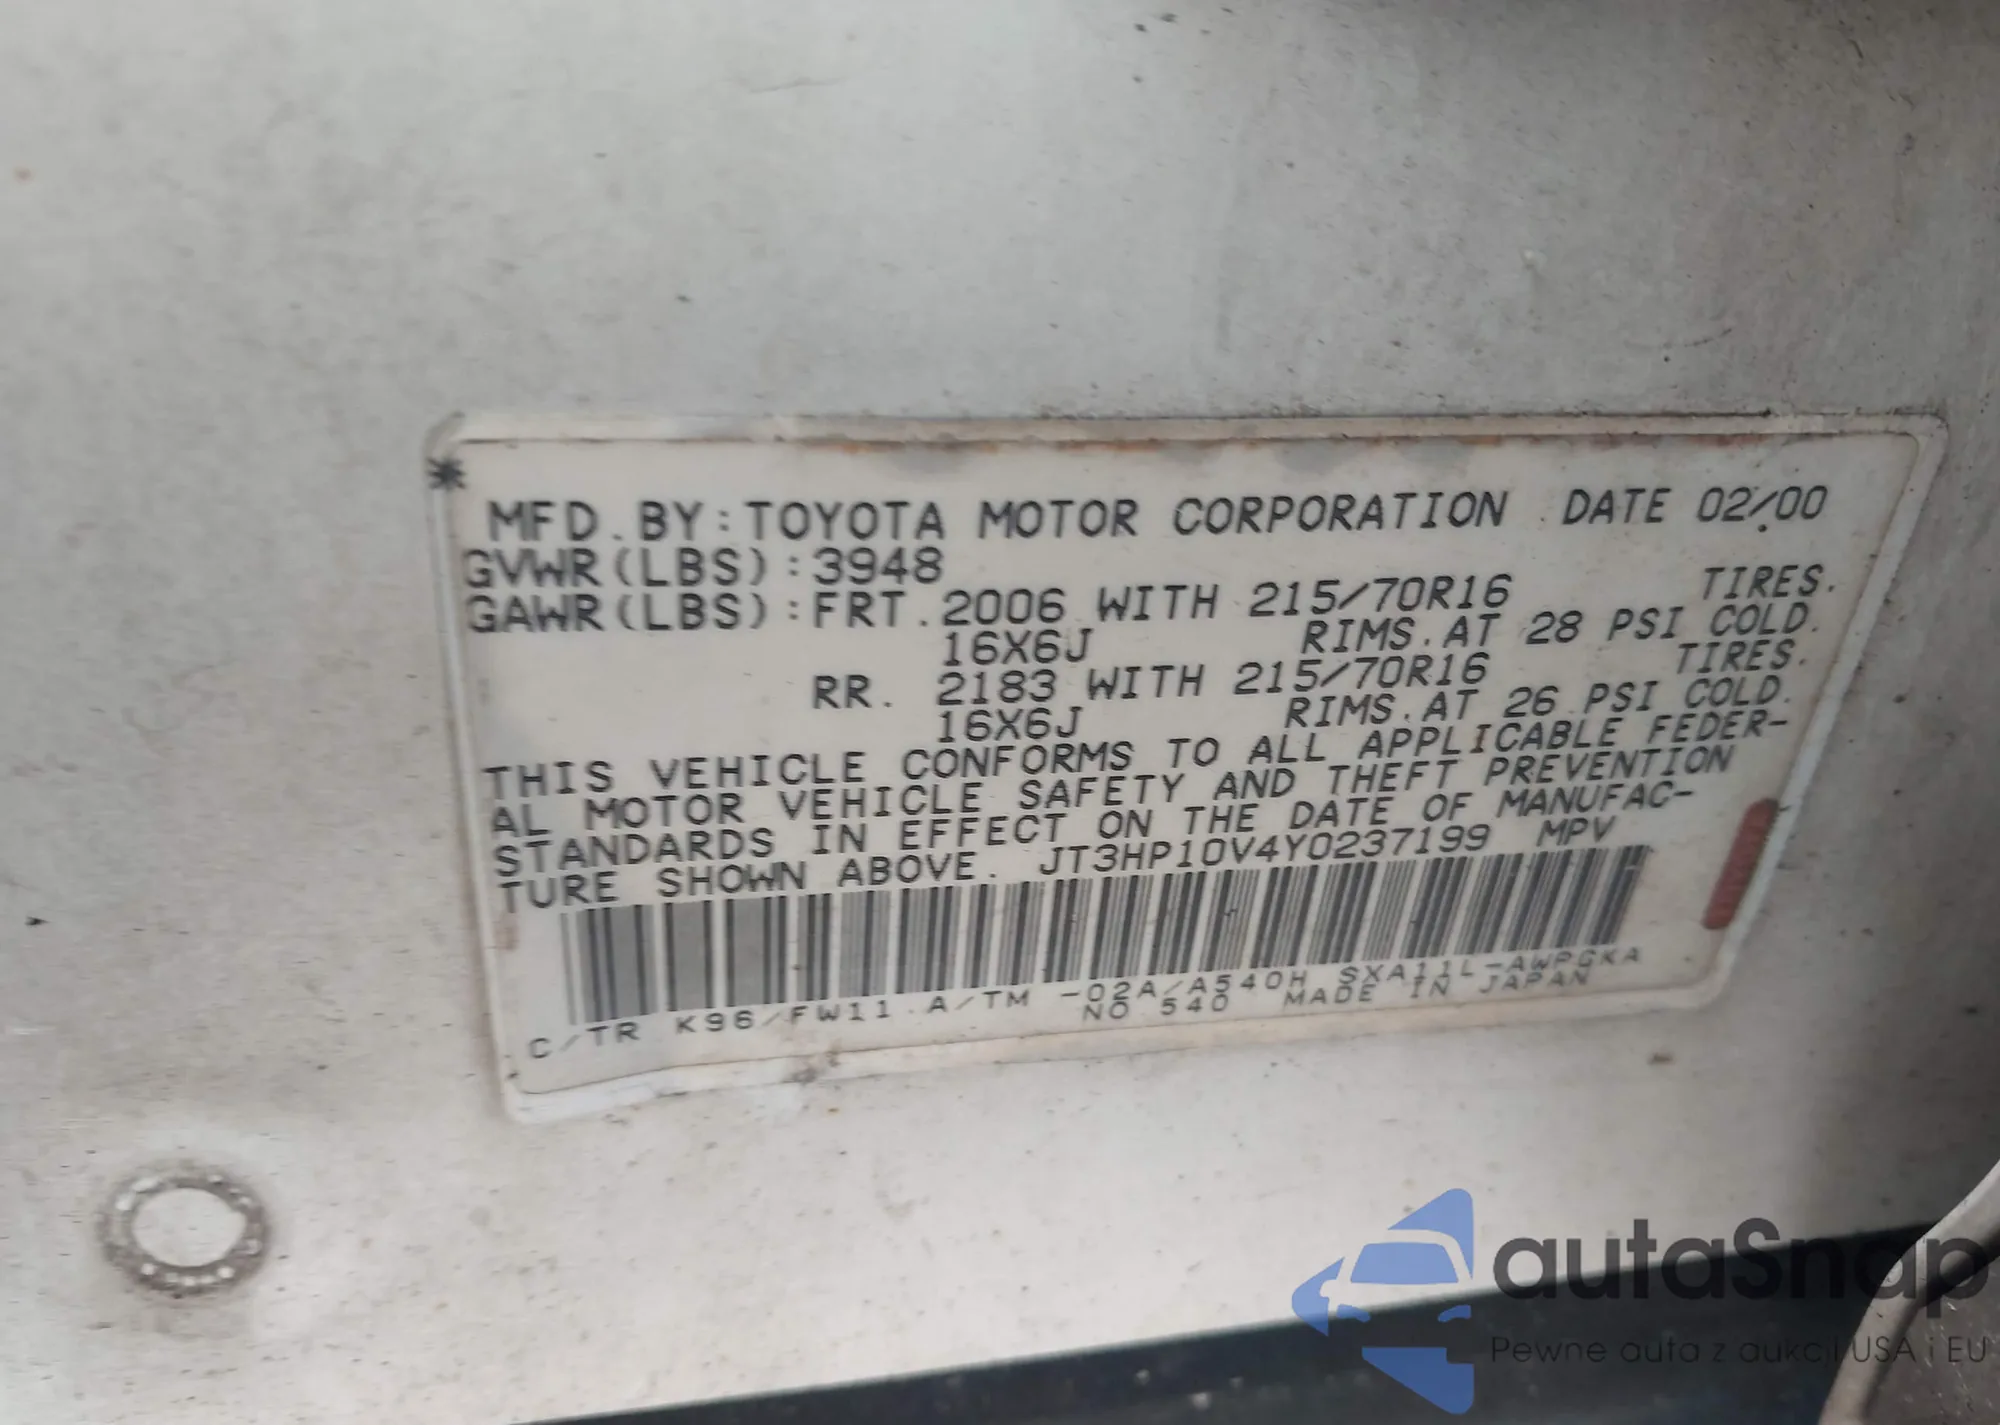 *
MFD.BY:TOYOTA MOTOR CORPORATION DATE 02/00
GVWR(LBS):3948
GAWR(LBS):FRT.2006 WITH 215/70R16 TIRES.
16X6J RIMS.AT 28 PSI COLD.
RR. 2183 WITH 215/70R16 TIRES.
16X6J RIMS.AT 26 PSI COLD.
THIS VEHICLE CONFORMS TO ALL APPLICABLE FEDER-
AL MOTOR VEHICLE SAFETY AND THEFT PREVENTION
STANDARDS IN EFFECT ON THE DATE OF MANUFAC-
TURE SHOWN ABOVE. JT3HP10V4Y0237199 MPV
C/TR K96/FW11 A/TM -02A/A540H SXA11L-AWPGKA
NO.540 MADE IN JAPAN
autaSnap
Pewne auta z aukcji USA i EU